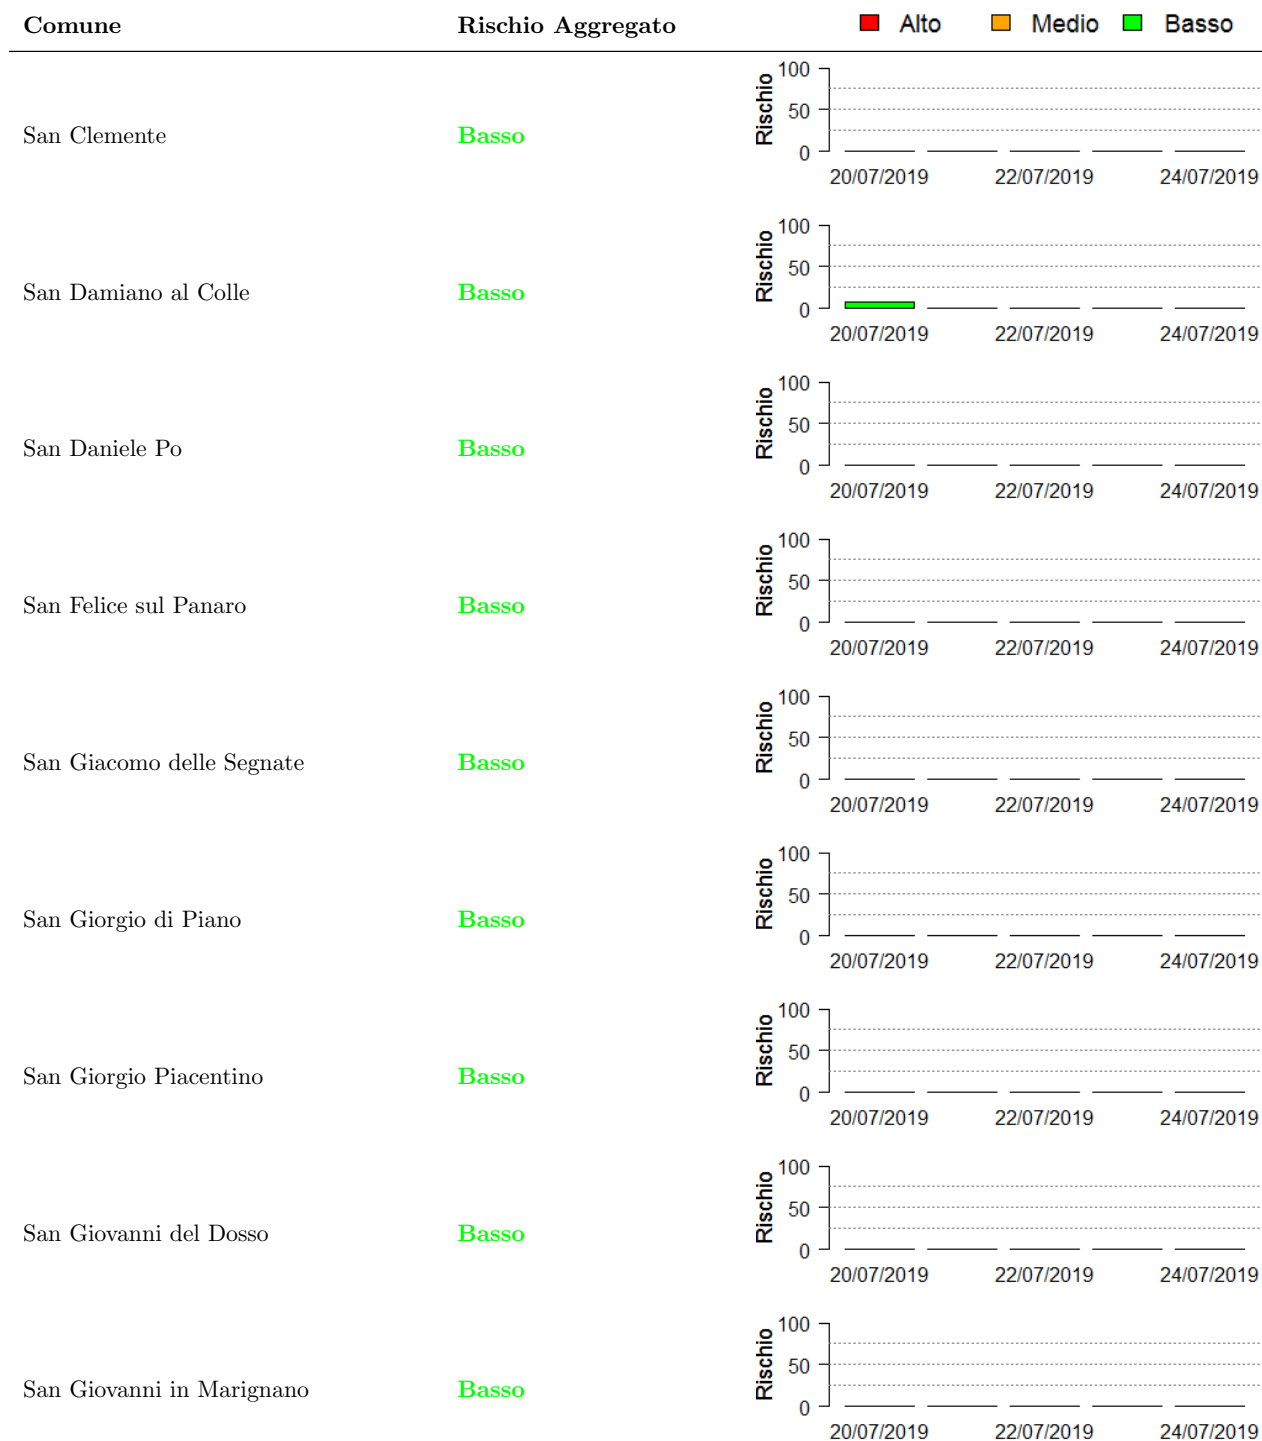 Comune Rischio Aggregato Alto Medio Basso
San Clemente Basso Rischio 100 50 0
20/07/2019 22/07/2019 24/07/2019
San Damiano al Colle Basso Rischio 100 50 0
20/07/2019 22/07/2019 24/07/2019
San Daniele Po Basso Rischio 100 50 0
20/07/2019 22/07/2019 24/07/2019
San Felice sul Panaro Basso Rischio 100 50 0
20/07/2019 22/07/2019 24/07/2019
San Giacomo delle Segnate Basso Rischio 100 50 0
20/07/2019 22/07/2019 24/07/2019
San Giorgio di Piano Basso Rischio 100 50 0
20/07/2019 22/07/2019 24/07/2019
San Giorgio Piacentino Basso Rischio 100 50 0
20/07/2019 22/07/2019 24/07/2019
San Giovanni del Dosso Basso Rischio 100 50 0
20/07/2019 22/07/2019 24/07/2019
San Giovanni in Marignano Basso Rischio 100 50 0
20/07/2019 22/07/2019 24/07/2019